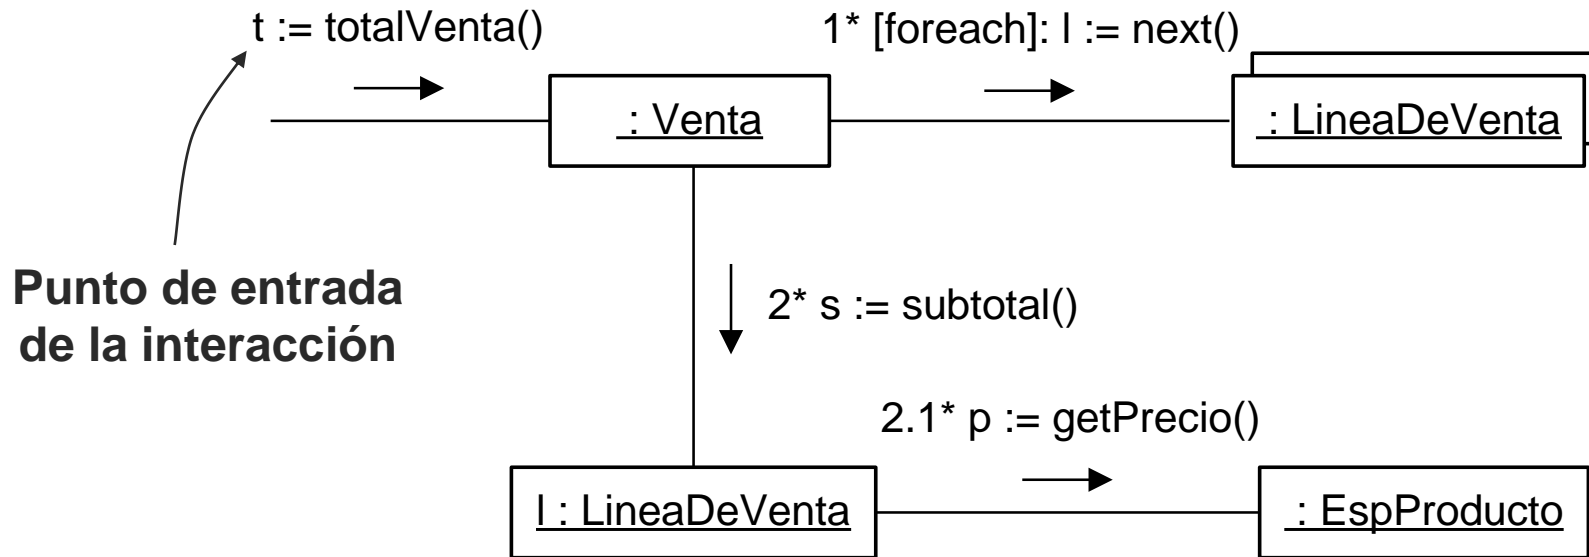 t := totalVenta()
1* [foreach]: l := next()
: Venta
: LineaDeVenta
Punto de entrada
de la interacción
2* s := subtotal()
2.1* p := getPrecio()
l : LineaDeVenta
: EspProducto